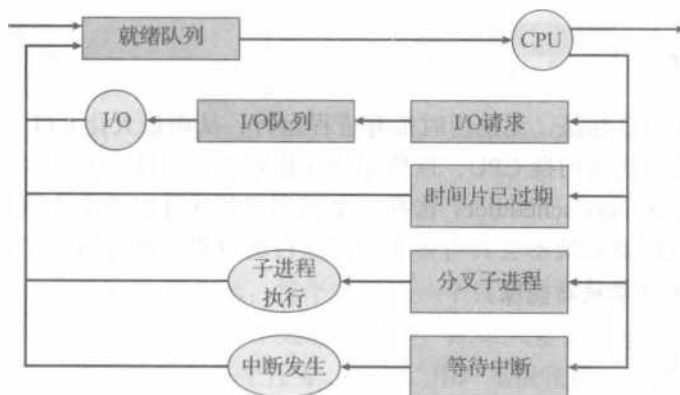 就绪队列
CPU
I/O
I/O队列
I/O请求
时间片已过期
子进程
执行
分叉子进程
中断发生
等待中断